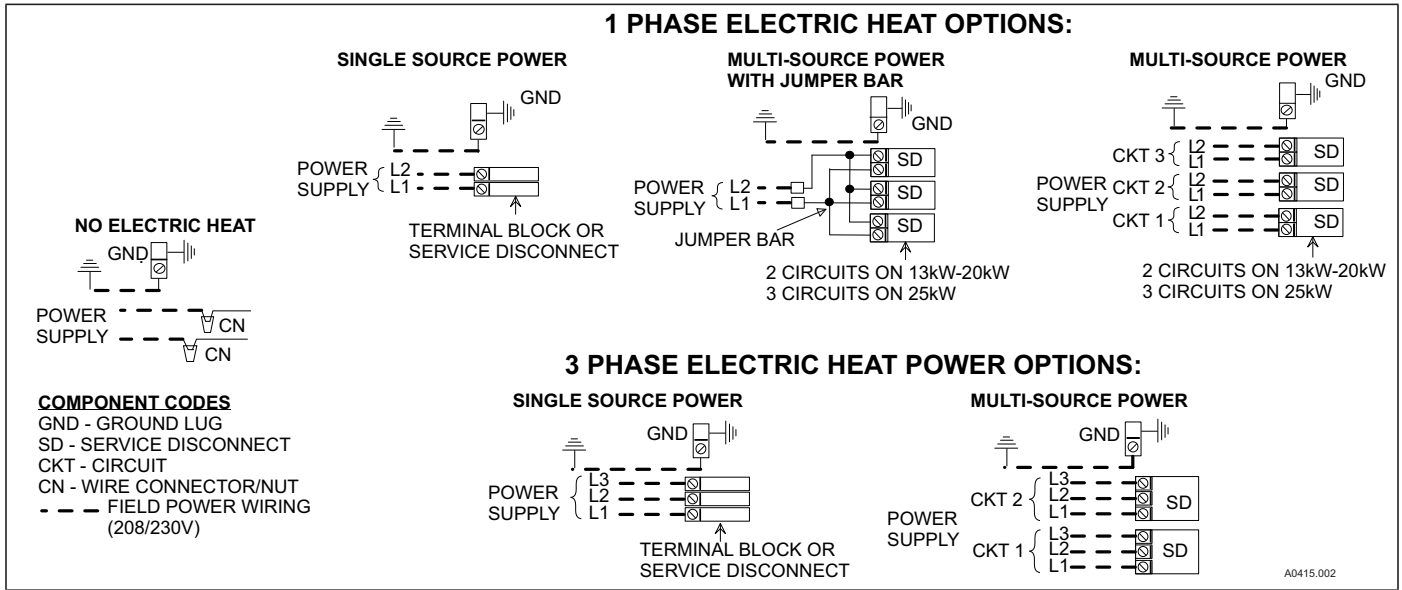 1 PHASE ELECTRIC HEAT OPTIONS:
SINGLE SOURCE POWER
GND
POWER
SUPPLY
L2
L1
TERMINAL BLOCK OR
SERVICE DISCONNECT
MULTI-SOURCE POWER
WITH JUMPER BAR
GND
POWER
SUPPLY
L2
L1
SD
SD
SD
JUMPER BAR
2 CIRCUITS ON 13kW-20kW
3 CIRCUITS ON 25kW
MULTI-SOURCE POWER
GND
POWER
SUPPLY
CKT 3
L2
L1
SD
CKT 2
L2
L1
SD
CKT 1
L2
L1
SD
2 CIRCUITS ON 13kW-20kW
3 CIRCUITS ON 25kW
NO ELECTRIC HEAT
GND
POWER
SUPPLY
CN
CN
COMPONENT CODES
GND - GROUND LUG
SD - SERVICE DISCONNECT
CKT - CIRCUIT
CN - WIRE CONNECTOR/NUT
FIELD POWER WIRING
(208/230V)
3 PHASE ELECTRIC HEAT POWER OPTIONS:
SINGLE SOURCE POWER
GND
POWER
SUPPLY
L3
L2
L1
TERMINAL BLOCK OR
SERVICE DISCONNECT
MULTI-SOURCE POWER
GND
POWER
SUPPLY
CKT 2
L3
L2
L1
SD
CKT 1
L3
L2
L1
SD
A0415.002